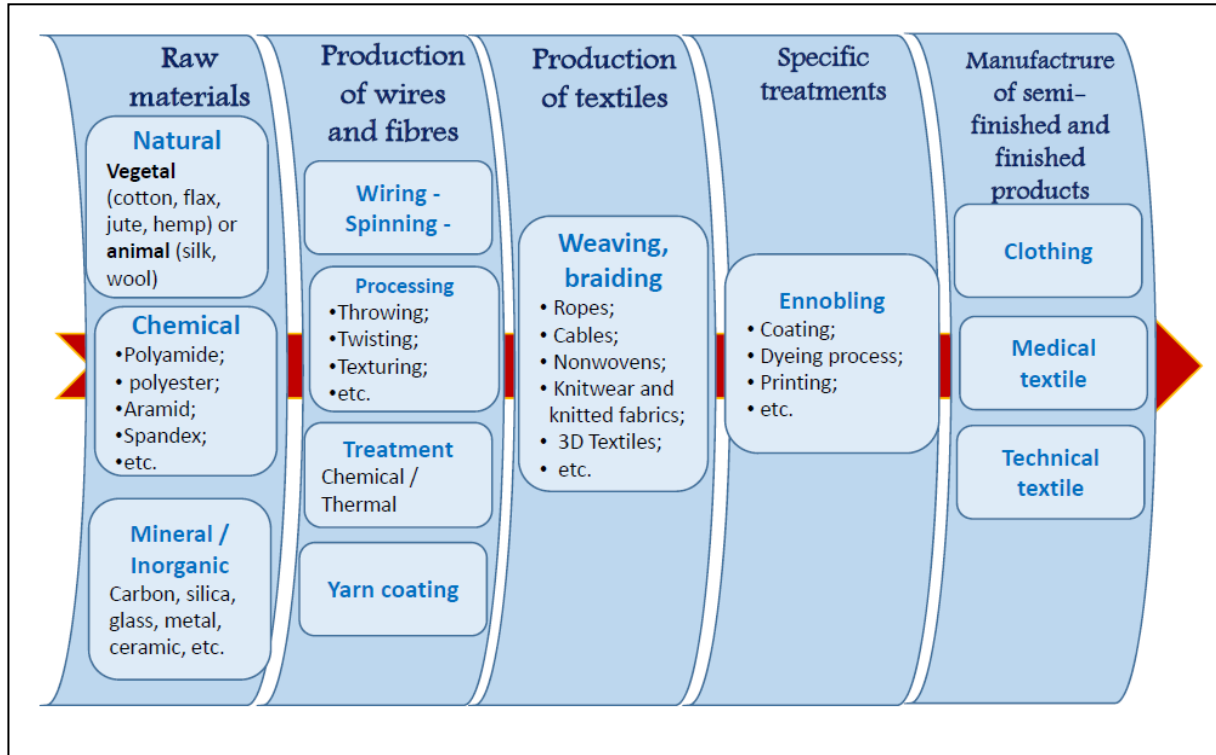 Raw
materials
Natural
Vegetal
(cotton, flax,
jute, hemp) or
animal (silk,
wool)
Chemical
•Polyamide;
• polyester;
•Aramid;
•Spandex;
•etc.
Mineral /
Inorganic
Carbon, silica,
glass, metal,
ceramic, etc.
Production
of wires
and fibres
Wiring -
Spinning -
Processing
•Throwing;
•Twisting;
•Texturing;
•etc.
Treatment
Chemical /
Thermal
Yarn coating
Production
of textiles
Weaving,
braiding
• Ropes;
• Cables;
• Nonwovens;
• Knitwear and
knitted fabrics;
• 3D Textiles;
• etc.
Specific
treatments
Ennobling
• Coating;
• Dyeing process;
• Printing;
• etc.
Manufactrure
of semi-
finished and
finished
products
Clothing
Medical
textile
Technical
textile